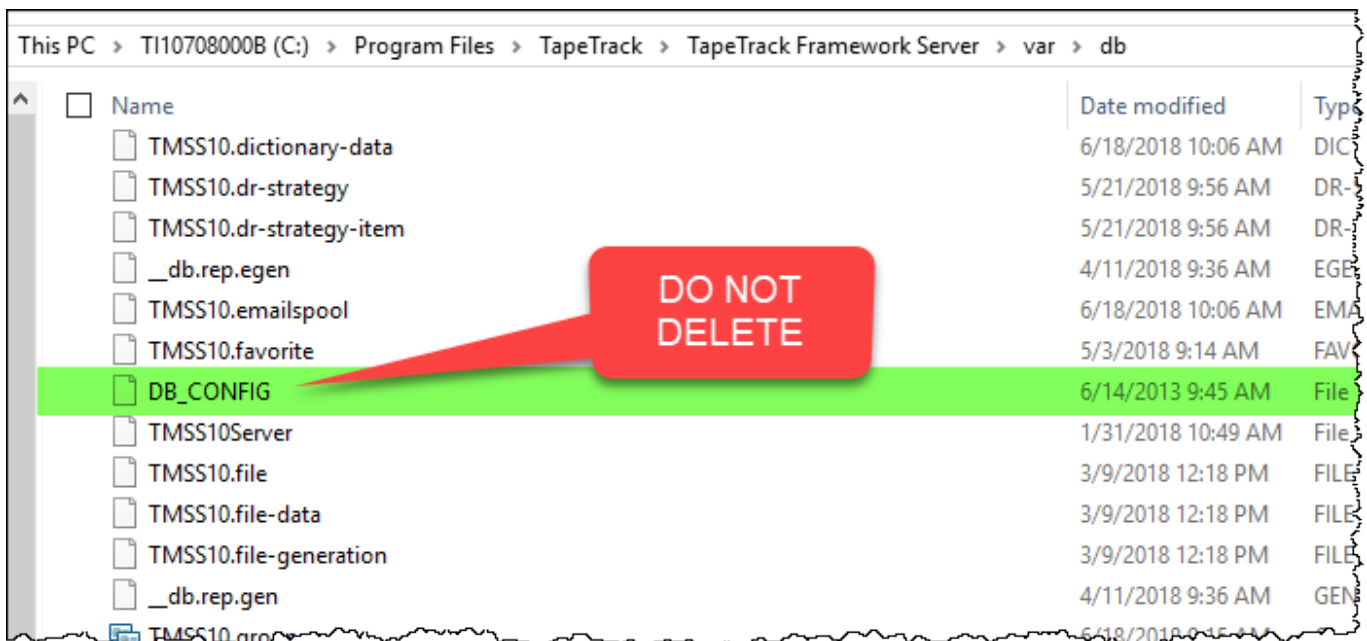 This PC > TI10708000B (C:) > Program Files > TapeTrack > TapeTrack Framework Server > var > db
Name Date modified
TMSS10.dictionary-data 6/18/2018 10:06 AM DIC
TMSS10.dr-strategy 5/21/2018 9:56 AM DR-
TMSS10.dr-strategy-item 5/21/2018 9:56 AM DR-
__db.rep.egen 4/11/2018 9:36 AM EGE
TMSS10.emailspool 6/18/2018 10:06 AM EMA
TMSS10.favorite 5/3/2018 9:14 AM FAV
DB_CONFIG 6/14/2013 9:45 AM File
TMSS10Server 1/31/2018 10:49 AM File
TMSS10.file 3/9/2018 12:18 PM FILE
TMSS10.file-data 3/9/2018 12:18 PM FILE
TMSS10.file-generation 3/9/2018 12:18 PM FILE
__db.rep.gen 4/11/2018 9:36 AM GEN
DO NOT
DELETE